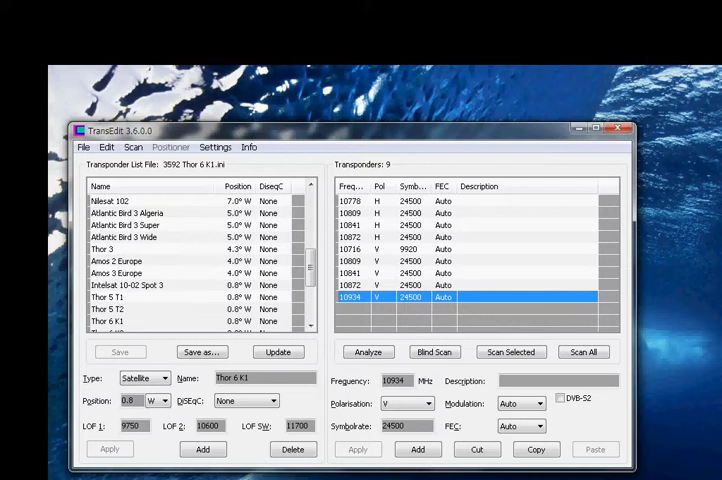 TransEdit 3.6.0.0
File Edit Scan Positioner Settings Info
Transponder List File: 3592 Thor 6 K1.ini
Name Position DiseqC
Nilesat 102 7.0° W None
Atlantic Bird 3 Algeria 5.0° W None
Atlantic Bird 3 Super 5.0° W None
Atlantic Bird 3 Wide 5.0° W None
Thor 3 4.3° W None
Amos 2 Europe 4.0° W None
Amos 3 Europe 4.0° W None
Intelsat 10-02 Spot 3 0.8° W None
Thor 5 T1 0.8° W None
Thor 5 T2 0.8° W None
Thor 6 K1 0.8° W None
Save Save as... Update
Type: Satellite Name: Thor 6 K1
Position: 0.8 W DiSEqC: None
LOF 1: 9750 LOF 2: 10600 LOF SW: 11700
Apply Add Delete
Transponders: 9
Freq... Pol Symb... FEC Description
10778 H 24500 Auto
10809 H 24500 Auto
10841 H 24500 Auto
10872 H 24500 Auto
10716 V 9920 Auto
10809 V 24500 Auto
10841 V 24500 Auto
10872 V 24500 Auto
10934 V 24500 Auto
Analyze Blind Scan Scan Selected Scan All
Frequency: 10934 MHz Description:
Polarisation: V Modulation: Auto DVB-S2
Symbolrate: 24500 FEC: Auto
Apply Add Cut Copy Paste